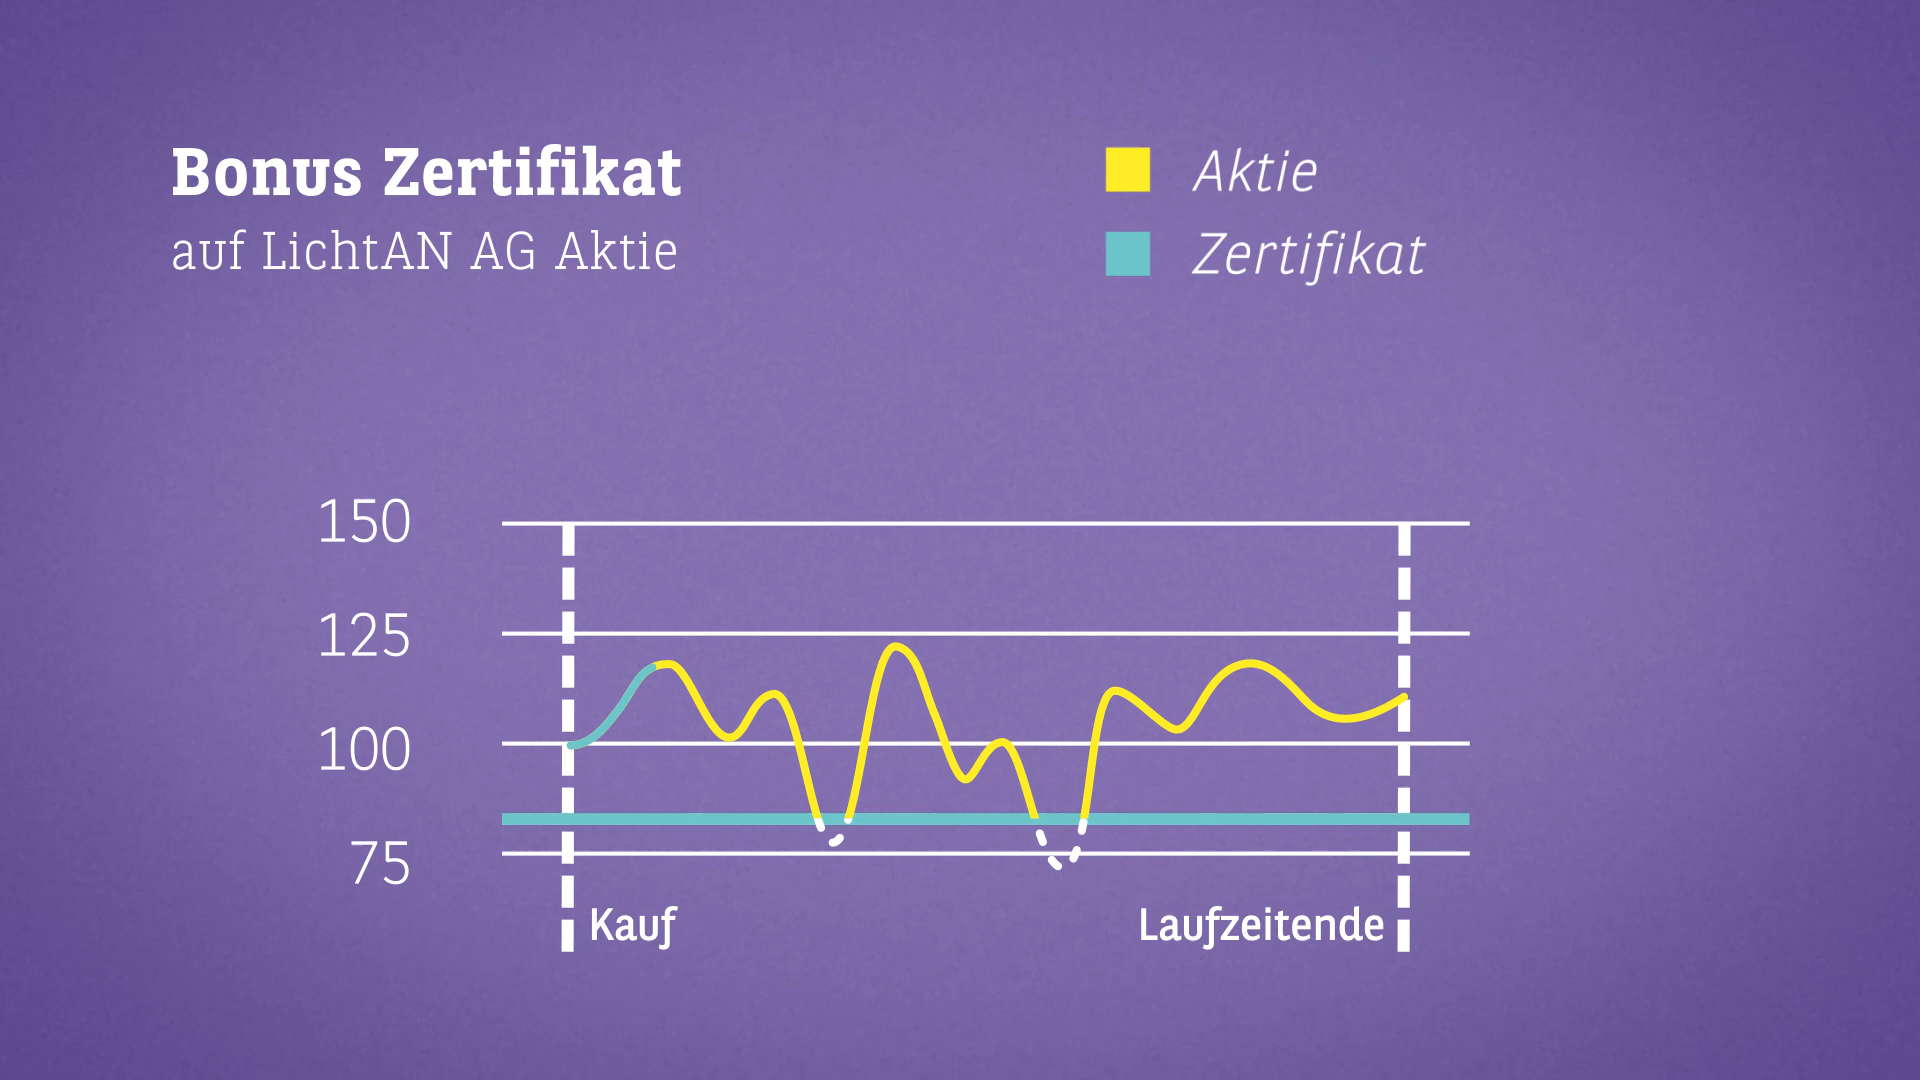 Bonus Zertifikat
auf LichtAN AG Aktie
Aktie
Zertifikat
150
125
100
75
Kauf
Laufzeitende